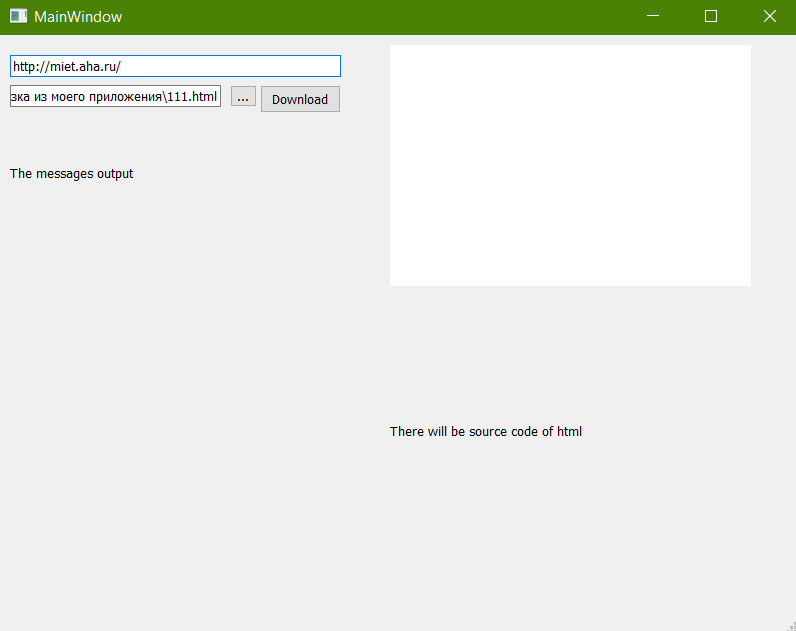 MainWindow
http://miet.aha.ru/
зка из моего приложения\111.html
...
Download
The messages output
There will be source code of html